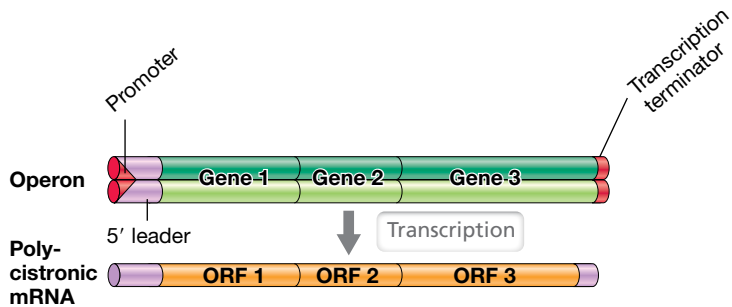 Promoter
Transcription
terminator
Operon
Gene 1
Gene 2
Gene 3
5′ leader
Transcription
Poly-
cistronic
mRNA
ORF 1
ORF 2
ORF 3